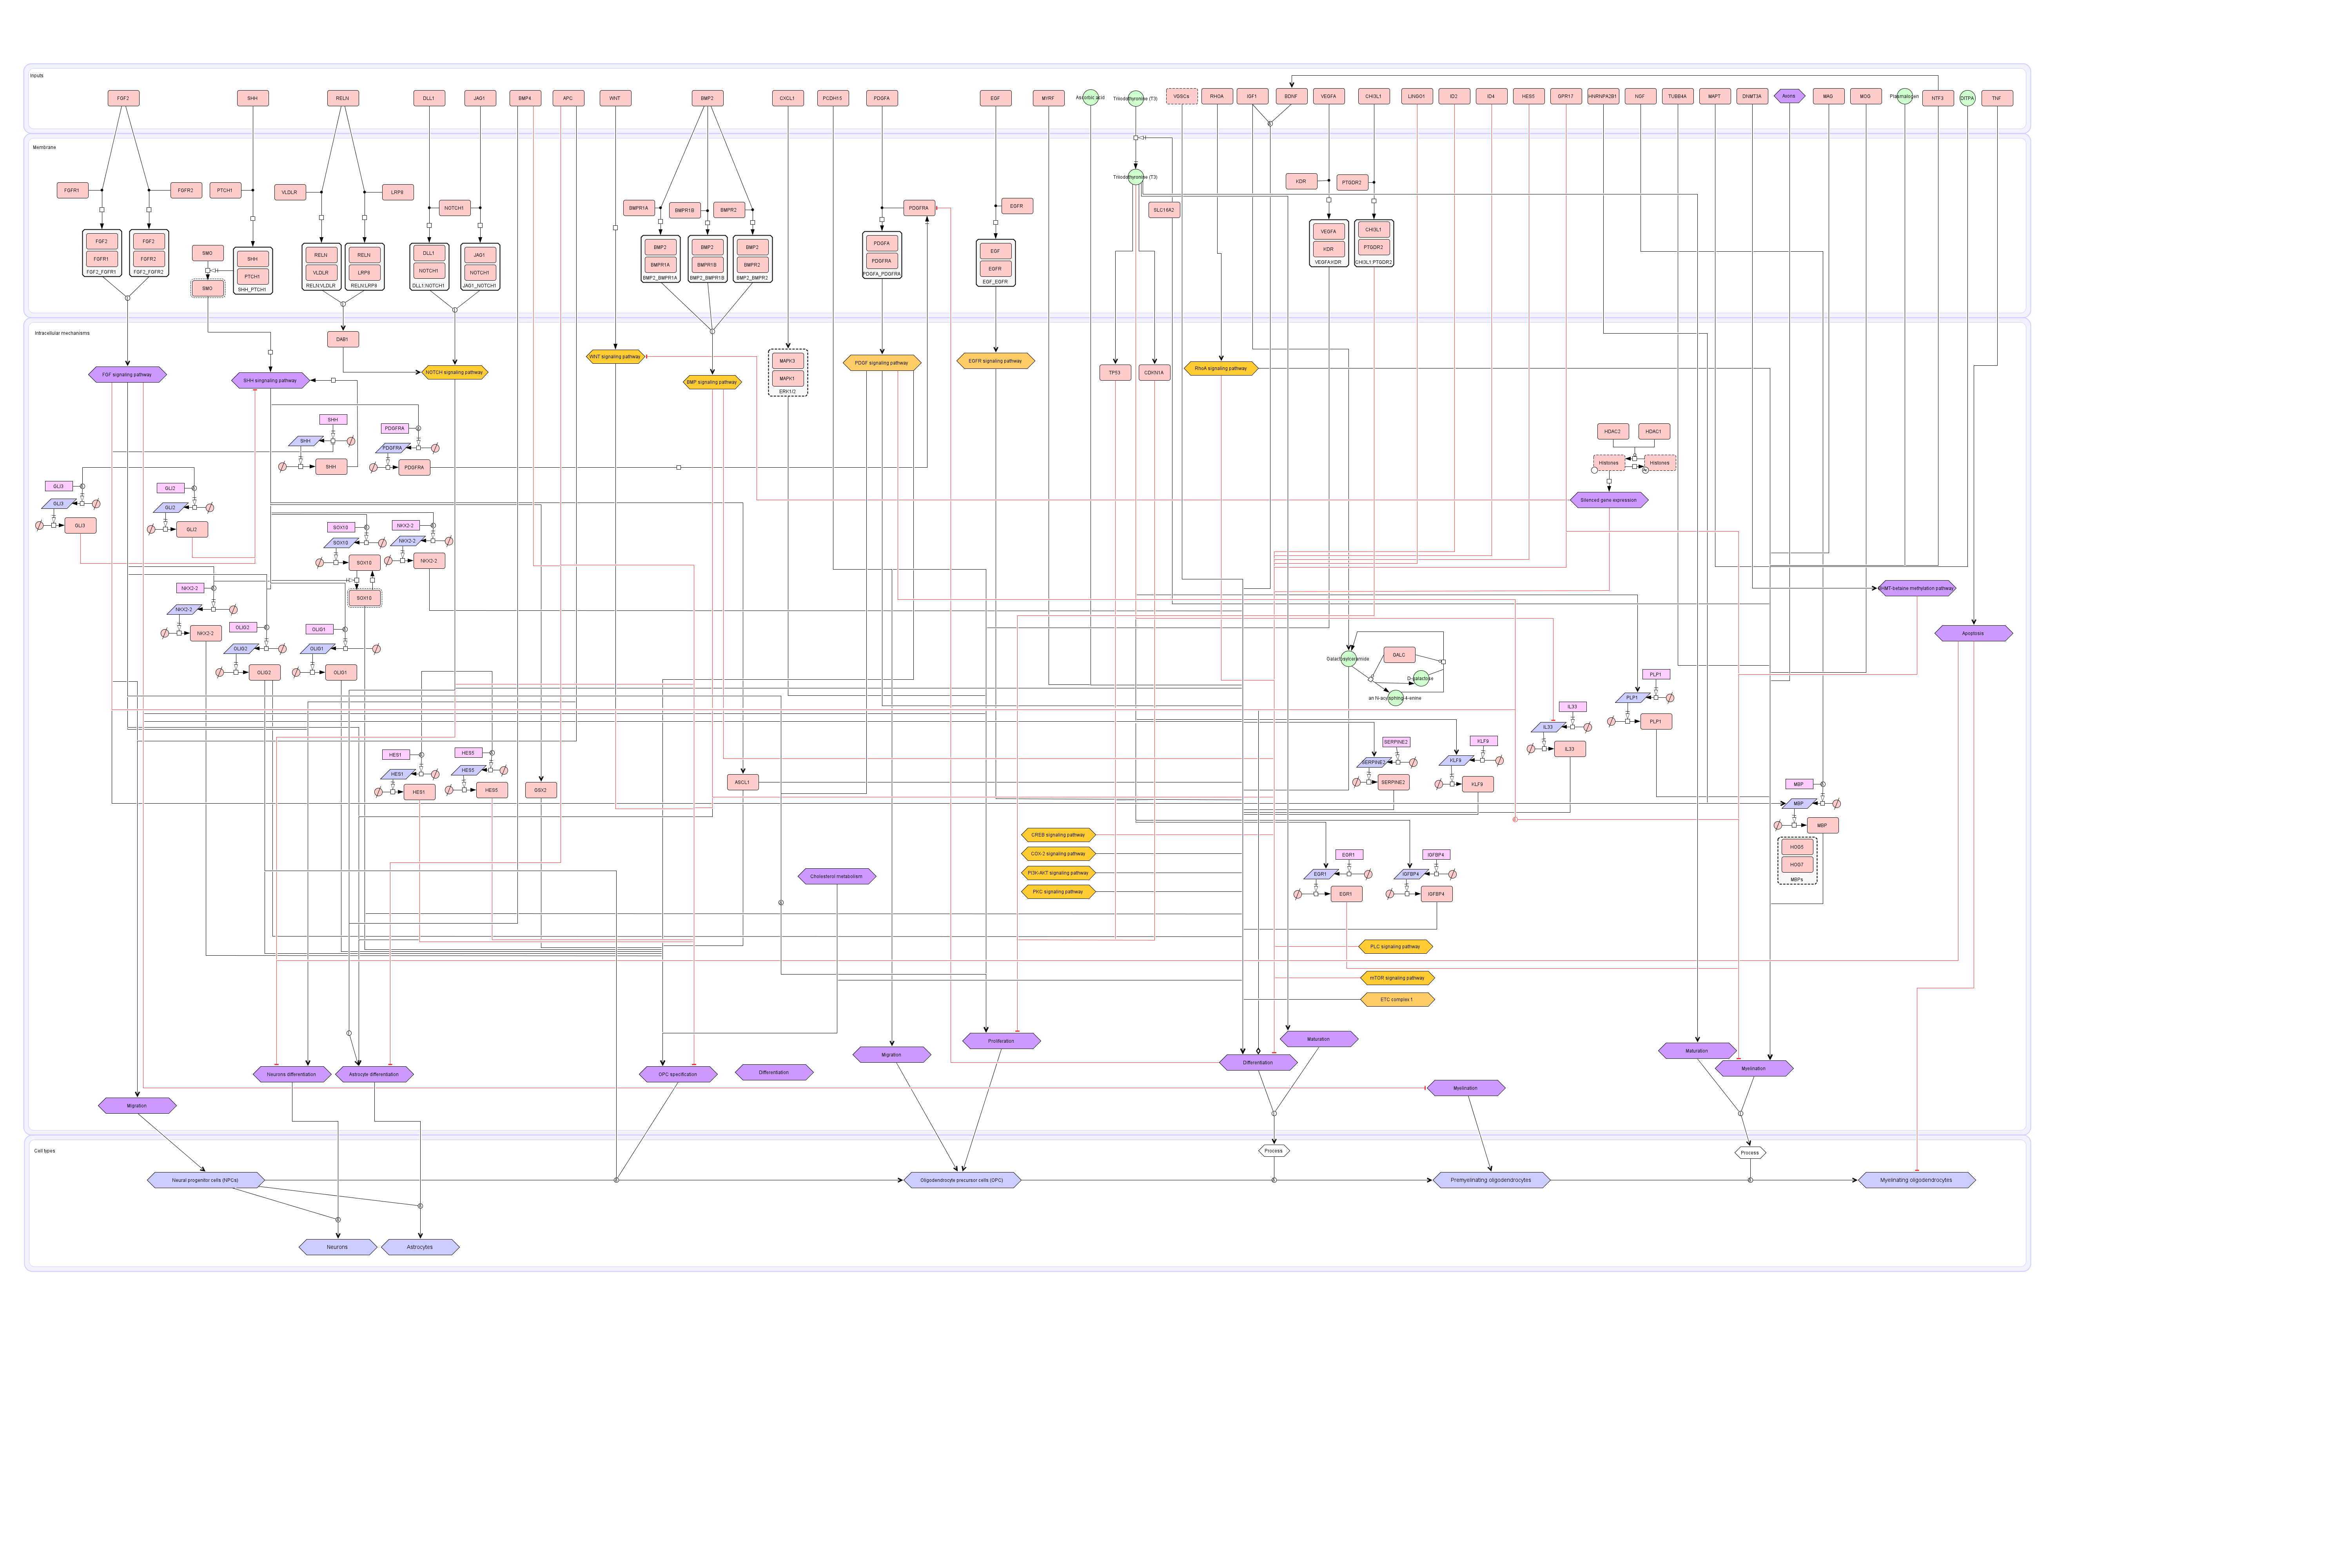 Inputs
FGF2
SHH
RELN
DLL1
JAG1
BMP4
APC
WNT
BMP2
CXCL1
PCDH15
PDGFA
EGF
MYRF
Ascorbic acid
Triiodothyronine (T3)
VGSCs
RHOA
IGF1
BDNF
VEGFA
CHI3L1
LINGO1
ID2
ID4
HES5
GPR17
HNRNPA2B1
NGF
TUBB4A
MAPT
DNMT3A
Axons
MAG
MOG
Plasmalogen
NTF3
DITPA
TNF
Membrane
FGFR1
FGFR2
PTCH1
VLDLR
LRP8
NOTCH1
BMPR1A
BMPR1B
BMPR2
PDGFRA
EGFR
Triiodothyronine (T3)
SLC16A2
KDR
PTGDR2
FGF2
FGFR1
FGF2_FGFR1
FGF2
FGFR2
FGF2_FGFR2
SMO
SMO
SHH
PTCH1
SHH_PTCH1
RELN
VLDLR
RELN:VLDLR
RELN
LRP8
RELN:LRP8
DLL1
NOTCH1
DLL1:NOTCH1
JAG1
NOTCH1
JAG1_NOTCH1
BMP2
BMPR1A
BMP2_BMPR1A
BMP2
BMPR1B
BMP2_BMPR1B
BMP2
BMPR2
BMP2_BMPR2
PDGFA
PDGFRA
PDGFA_PDGFRA
EGF
EGFR
EGF_EGFR
VEGFA
KDR
VEGFA:KDR
CHI3L1
PTGDR2
CHI3L1:PTGDR2
Intracellular mechanisms
DAB1
FGF signaling pathway
SHH singnaling pathway
NOTCH signaling pathway
WNT signaling pathway
BMP signaling pathway
MAPK3
MAPK1
ERK1/2
PDGF signaling pathway
EGFR signaling pathway
TP53
CDKN1A
RhoA signaling pathway
SHH
SHH
SHH
PDGFRA
PDGFRA
PDGFRA
HDAC2
HDAC1
Histones
Histones
Silenced gene expression
GLI3
GLI3
GLI3
GLI2
GLI2
GLI2
SOX10
SOX10
SOX10
SOX10
NKX2-2
NKX2-2
NKX2-2
NKX2-2
NKX2-2
NKX2-2
OLIG2
OLIG2
OLIG2
OLIG1
OLIG1
OLIG1
BHMT-betaine methylation pathway
Apoptosis
Galactosylceramide
GALC
D-galactose
an N-acylsphing-4-enine
PLP1
PLP1
PLP1
IL33
IL33
IL33
HES1
HES1
HES1
HES5
HES5
HES5
GSX2
ASCL1
SERPINE2
SERPINE2
SERPINE2
KLF9
KLF9
KLF9
MBP
MBP
MBP
HOG5
HOG7
MBPs
CREB signaling pathway
COX-2 signaling pathway
PI3K-AKT signaling pathway
PKC signaling pathway
Cholesterol metabolism
EGR1
EGR1
EGR1
IGFBP4
IGFBP4
IGFBP4
PLC signaling pathway
mTOR signaling pathway
ETC complex 1
Neurons differentiation
Astrocyte differentiation
OPC specification
Differentiation
Migration
Proliferation
Differentiation
Maturation
Myelination
Maturation
Myelination
Migration
Cell types
Process
Process
Neural progenitor cells (NPCs)
Oligodendrocyte precursor cells (OPC)
Premyelinating oligodendrocytes
Myelinating oligodendrocytes
Neurons
Astrocytes